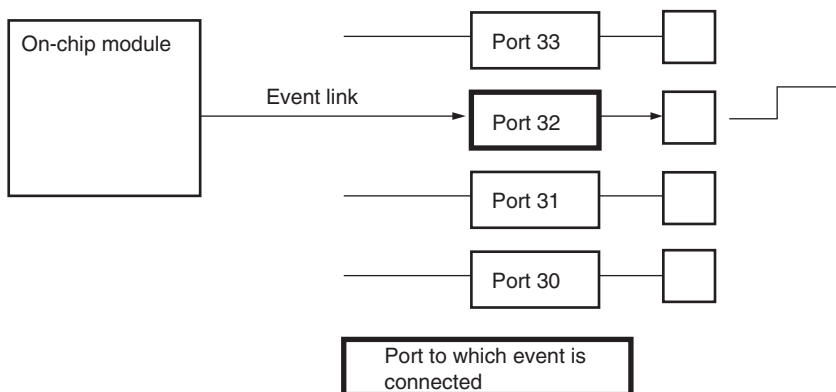 On-chip module
Port 33
Event link
Port 32
Port 31
Port 30
Port to which event is
connected